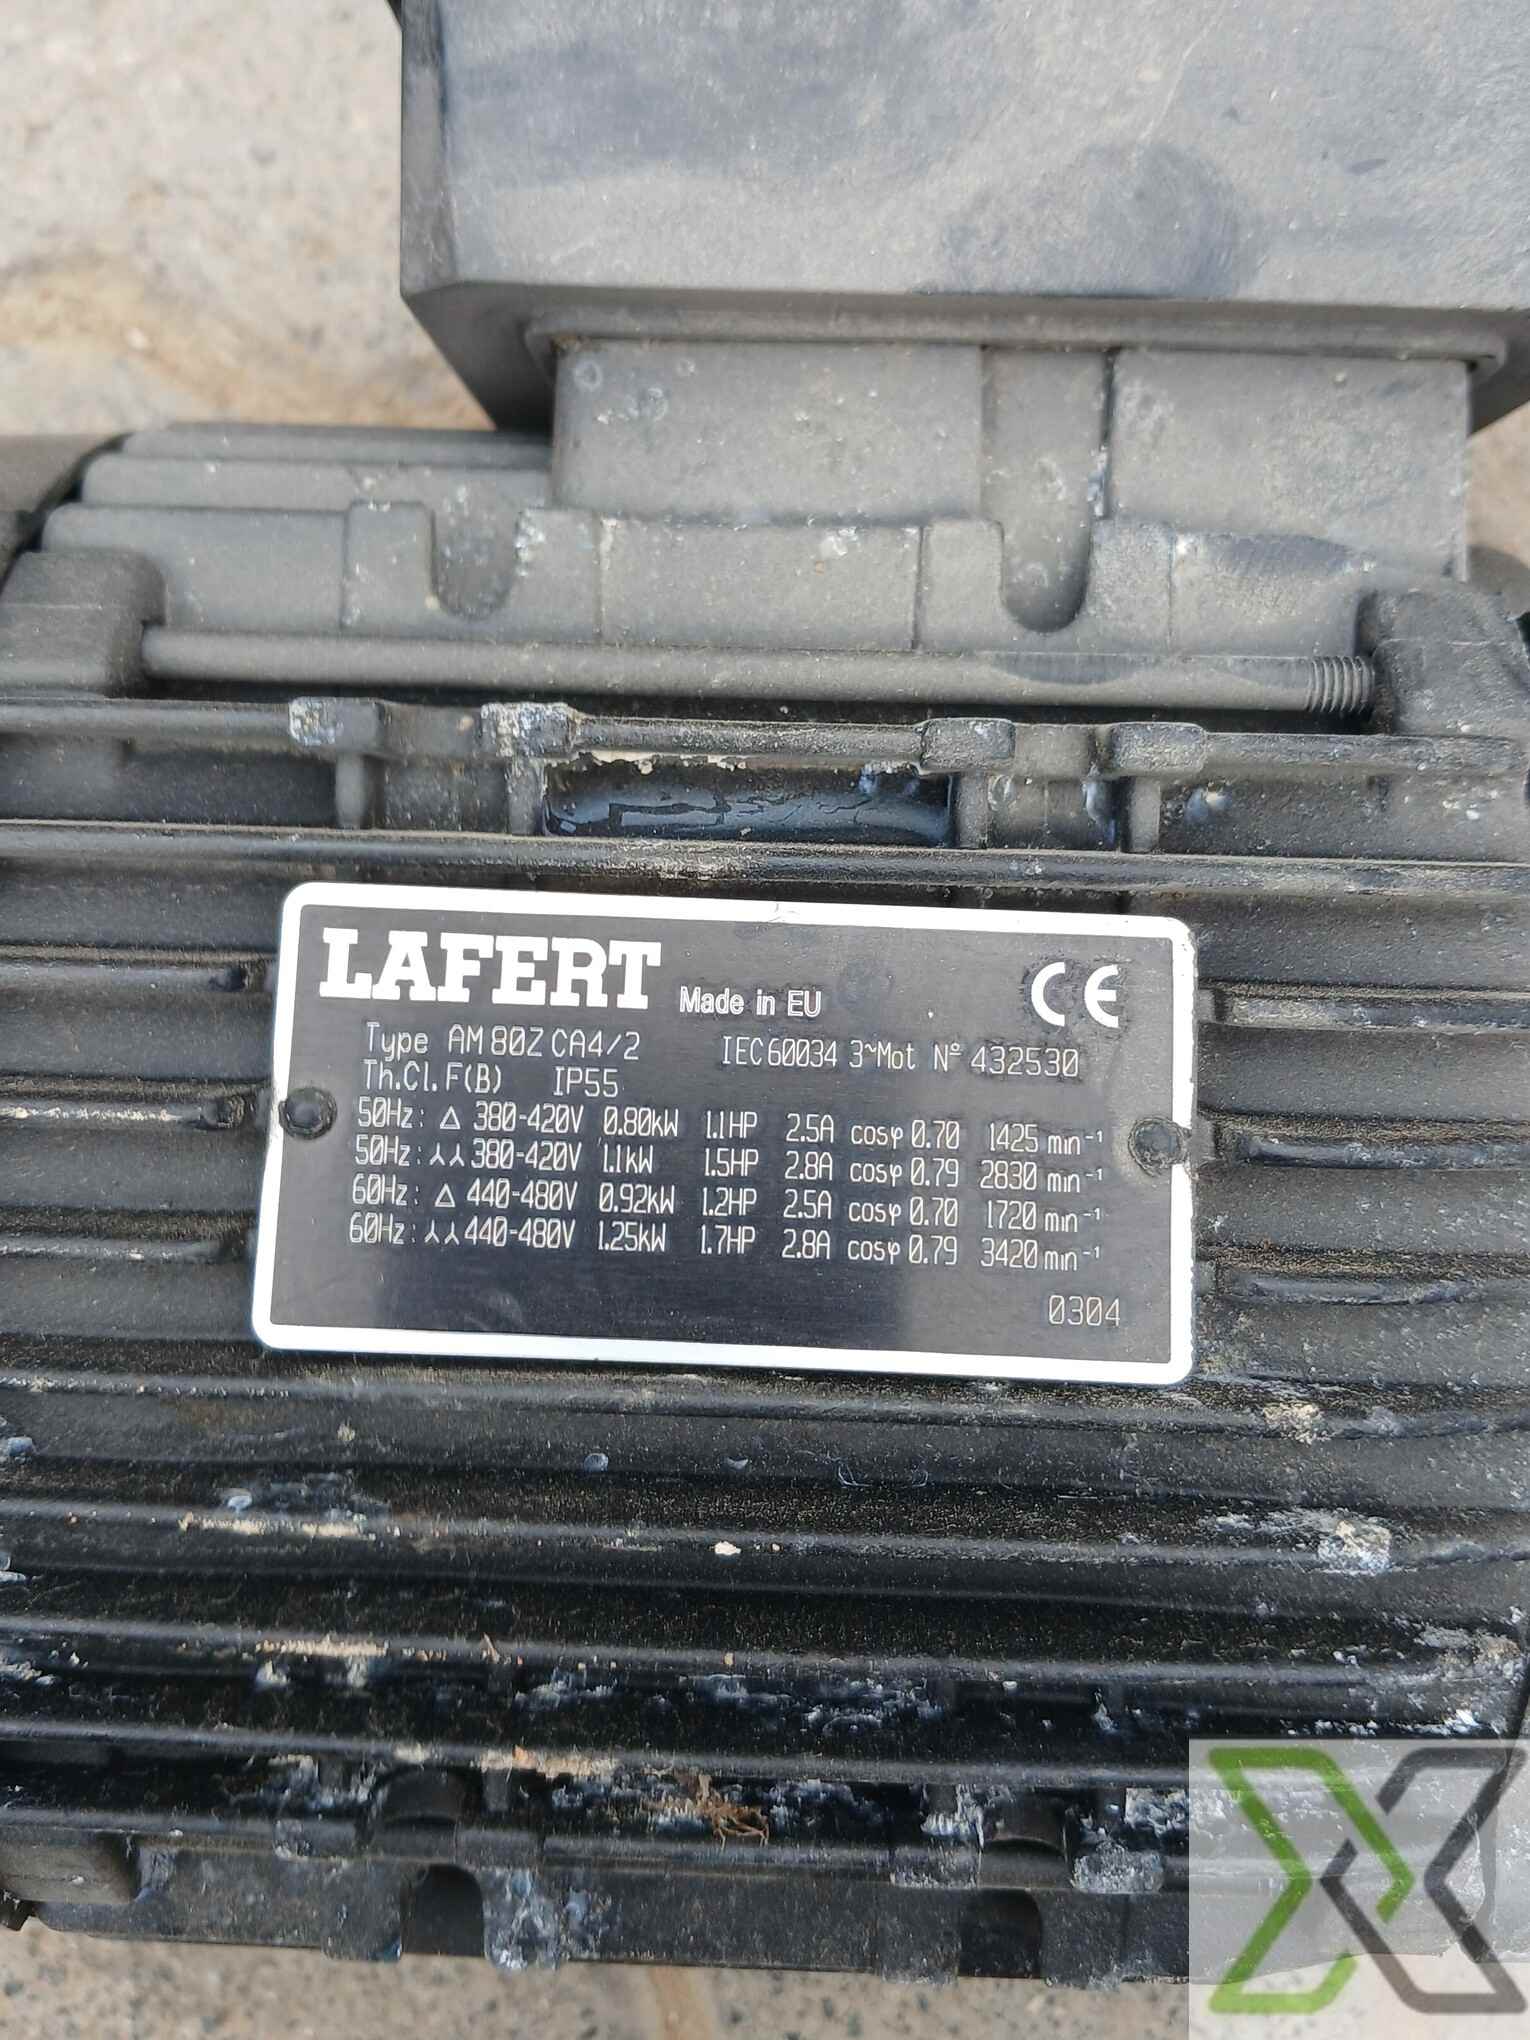 LAFERT Made in EU CE
Type AM 80Z CA4/2 IEC 60034 3~Mot Nº 432530
Th.Cl. F(B) IP55
50Hz: △ 380-420V 0.80kW 1.1HP 2.5A cosφ 0.70 1425 min⁻¹
50Hz: ⅄⅄ 380-420V 1.1kW 1.5HP 2.8A cosφ 0.79 2830 min⁻¹
60Hz: △ 440-480V 0.92kW 1.2HP 2.5A cosφ 0.70 1720 min⁻¹
60Hz: ⅄⅄ 440-480V 1.25kW 1.7HP 2.8A cosφ 0.79 3420 min⁻¹
0304